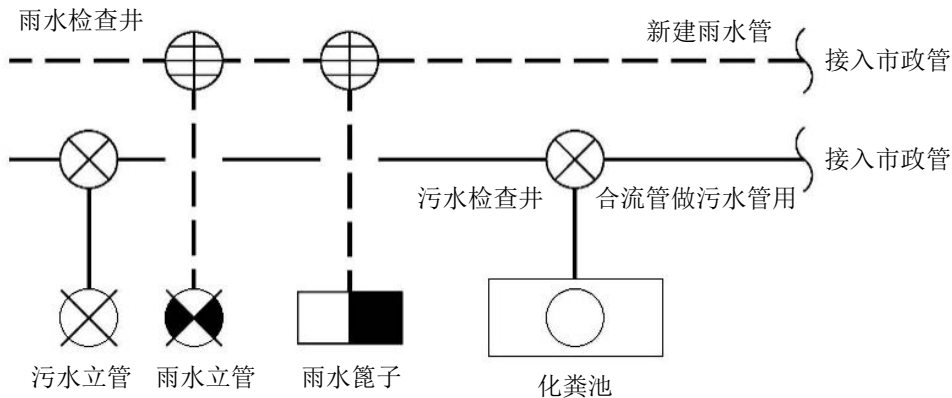 雨水检查井
新建雨水管
接入市政管
接入市政管
污水检查井
合流管做污水管用
污水立管
雨水立管
雨水篦子
化粪池